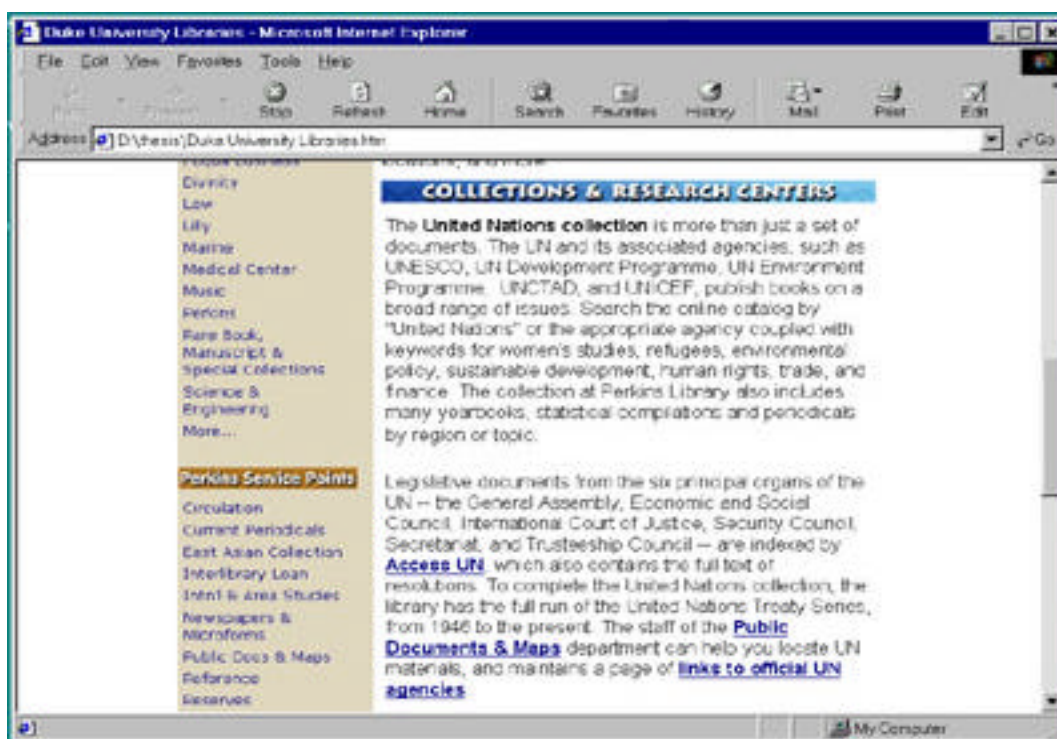 Duke University Libraries - Microsoft Internet Explorer
File Edit View Favorites Tools Help
Stop Refresh Home Search Favorites History Mail Print Edit
Address D:\thesis\Duke University Libraries.htm Go
and more
Divinity
Law
Lilly
Marine
Medical Center
Music
Perkins
Rare Book,
Manuscript &
Special Collections
Science &
Engineering
More...
Perkins Service Points
Circulation
Current Periodicals
East Asian Collection
Interlibrary Loan
Intn'l & Area Studies
Newspapers &
Microforms
Public Docs & Maps
Reference
Reserves
COLLECTIONS & RESEARCH CENTERS
The United Nations collection is more than just a set of
documents. The UN and its associated agencies, such as
UNESCO, UN Development Programme, UN Environment
Programme, UNCTAD, and UNICEF, publish books on a
broad range of issues. Search the online catalog by
"United Nations" or the appropriate agency coupled with
keywords for women's studies, refugees, environmental
policy, sustainable development, human rights, trade, and
finance. The collection at Perkins Library also includes
many yearbooks, statistical compilations and periodicals
by region or topic.
Legislative documents from the six principal organs of the
UN -- the General Assembly, Economic and Social
Council, International Court of Justice, Security Council,
Secretariat, and Trusteeship Council -- are indexed by
Access UN, which also contains the full text of
resolutions. To complete the United Nations collection, the
library has the full run of the United Nations Treaty Series,
from 1946 to the present. The staff of the Public
Documents & Maps department can help you locate UN
materials, and maintains a page of links to official UN
agencies
My Computer